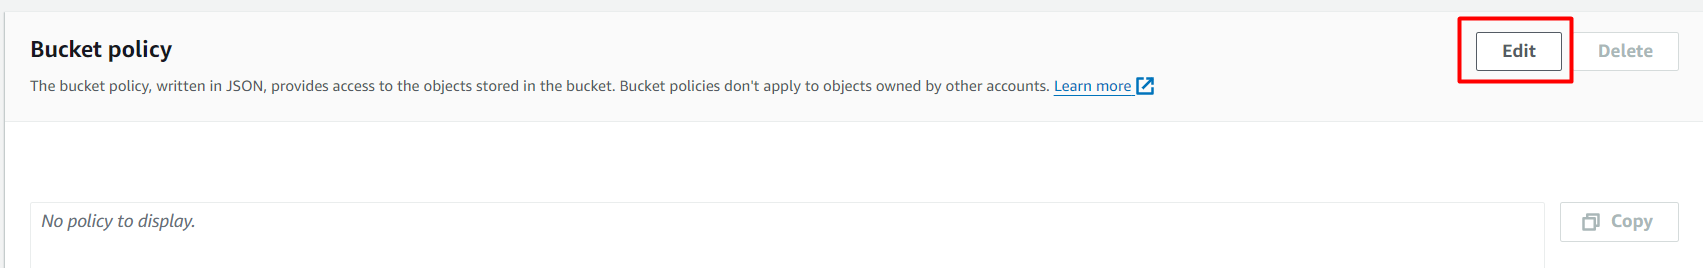 Bucket policy
Edit
Delete
The bucket policy, written in JSON, provides access to the objects stored in the bucket. Bucket policies don't apply to objects owned by other accounts. Learn more
No policy to display.
Copy